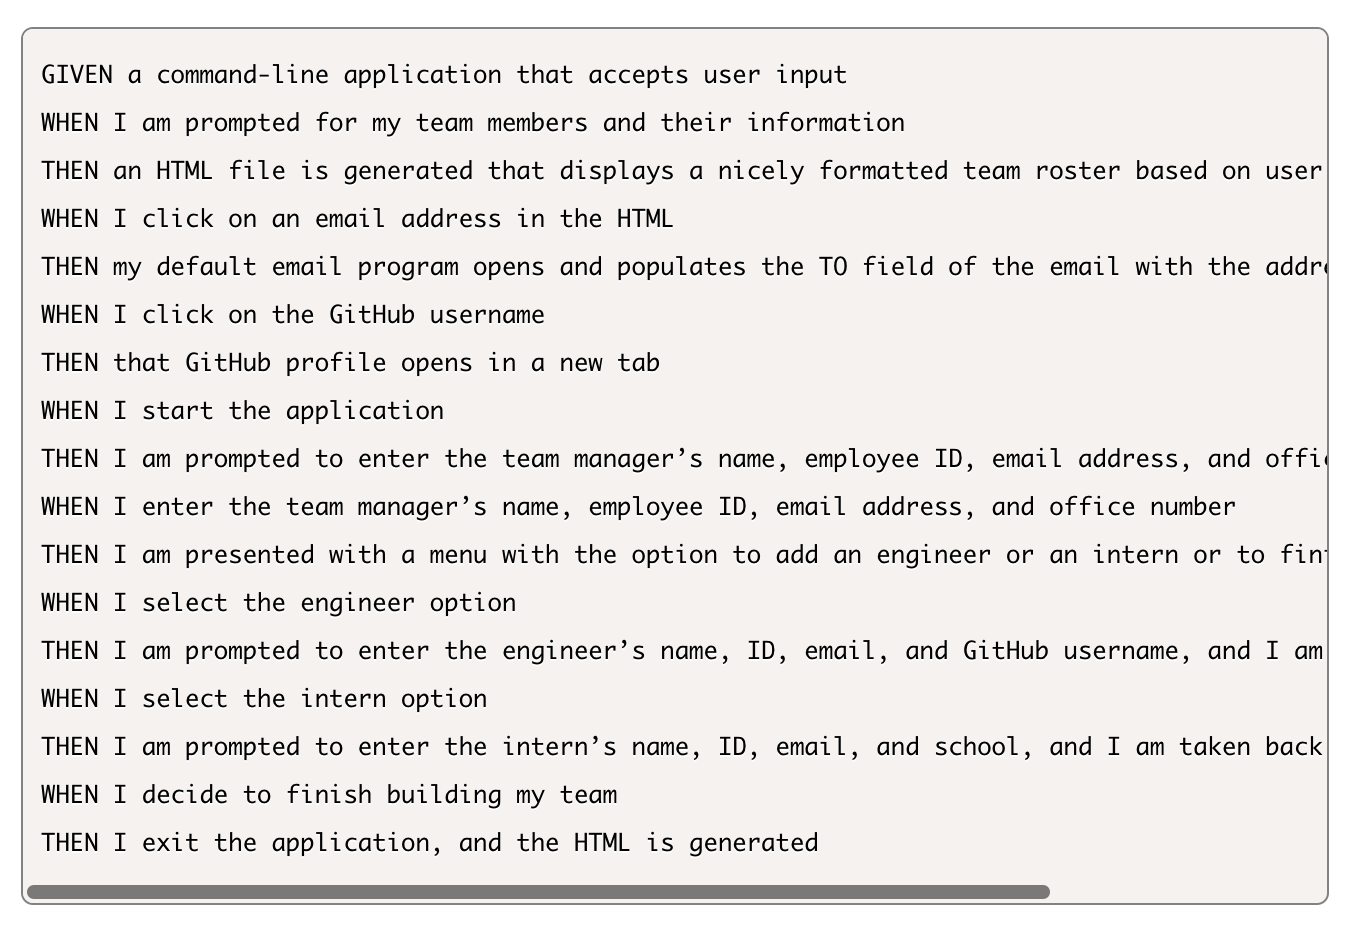 GIVEN a command-line application that accepts user input
WHEN I am prompted for my team members and their information
THEN an HTML file is generated that displays a nicely formatted team roster based on user
WHEN I click on an email address in the HTML
THEN my default email program opens and populates the TO field of the email with the
WHEN I click on the GitHub username
THEN that GitHub profile opens in a new tab
WHEN I start the application
THEN I am prompted to enter the team manager’s name, employee ID, email address, and
WHEN I enter the team manager’s name, employee ID, email address, and office number
THEN I am presented with a menu with the option to add an engineer or an intern or to
WHEN I select the engineer option
THEN I am prompted to enter the engineer’s name, ID, email, and GitHub username, and I am
WHEN I select the intern option
THEN I am prompted to enter the intern’s name, ID, email, and school, and I am taken back
WHEN I decide to finish building my team
THEN I exit the application, and the HTML is generated